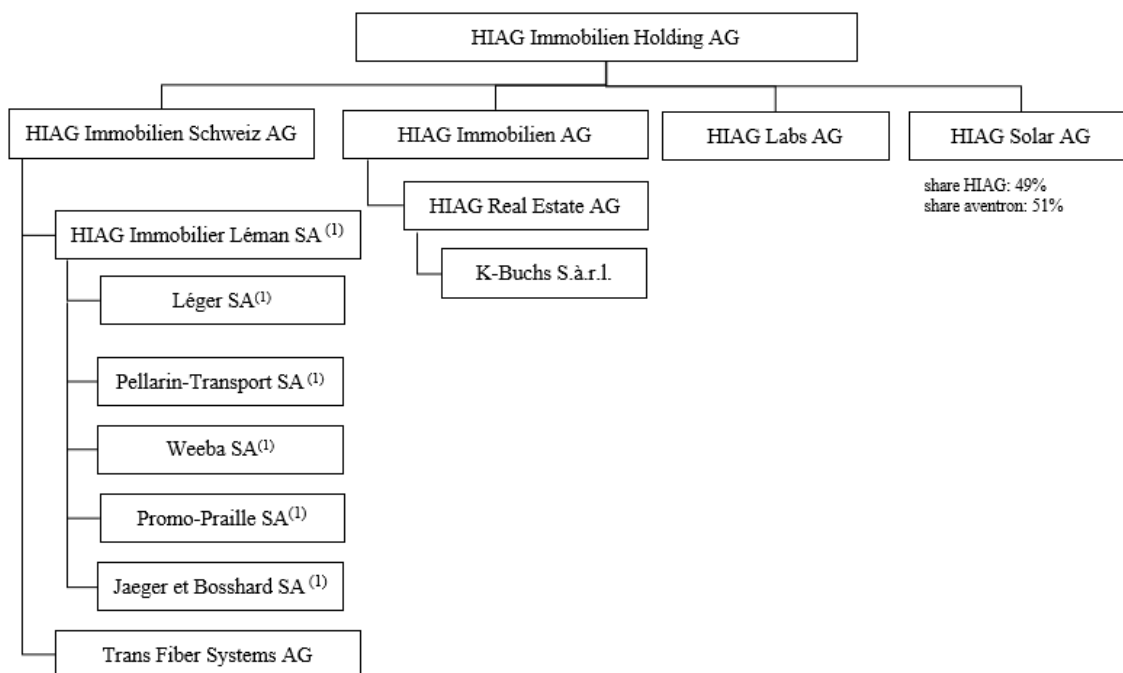 HIAG Immobilien Holding AG
HIAG Immobilien Schweiz AG
HIAG Immobilien AG
HIAG Labs AG
HIAG Solar AG
share HIAG: 49%
share aventron: 51%
HIAG Real Estate AG
HIAG Immobilier Léman SA (1)
K-Buchs S.à.r.l.
Léger SA(1)
Pellarin-Transport SA (1)
Weeba SA(1)
Promo-Praille SA(1)
Jaeger et Bosshard SA (1)
Trans Fiber Systems AG